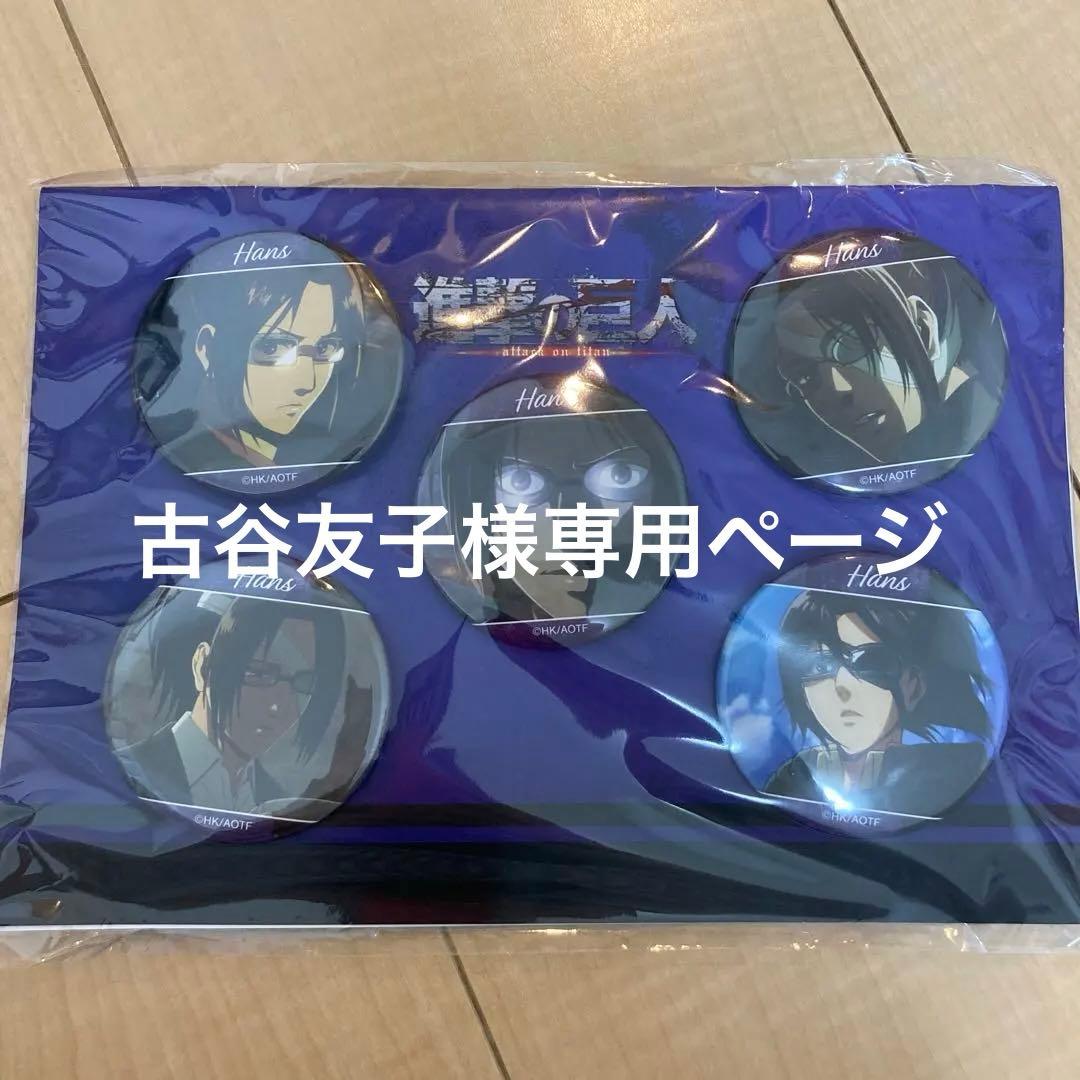 Hans
Hans
進撃の巨人
attack on titan
Hans
©HK/AOTF
©HK/AOTF
古谷友子様専用ページ
Hans
Hans
©HK/AOTF
©HK/AOTF
©HK/AOTF